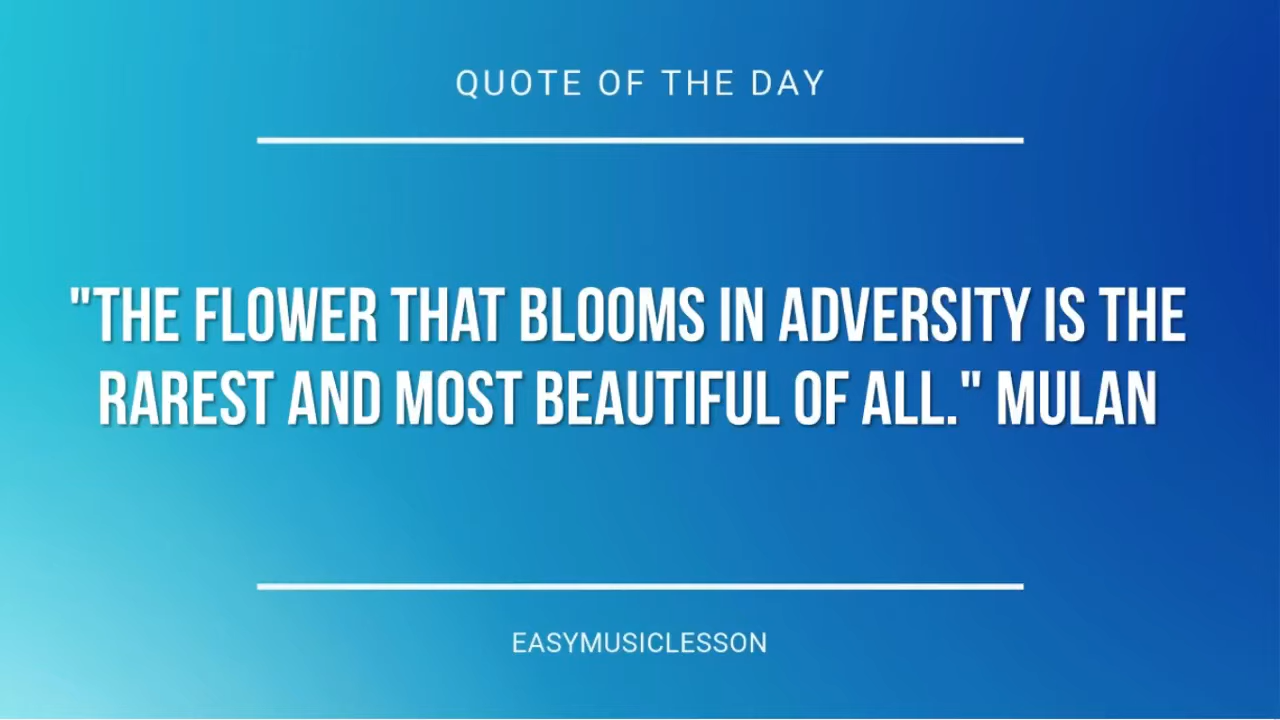 QUOTE OF THE DAY
"THE FLOWER THAT BLOOMS IN ADVERSITY IS THE
RAREST AND MOST BEAUTIFUL OF ALL." MULAN
EASYMUSICLESSON